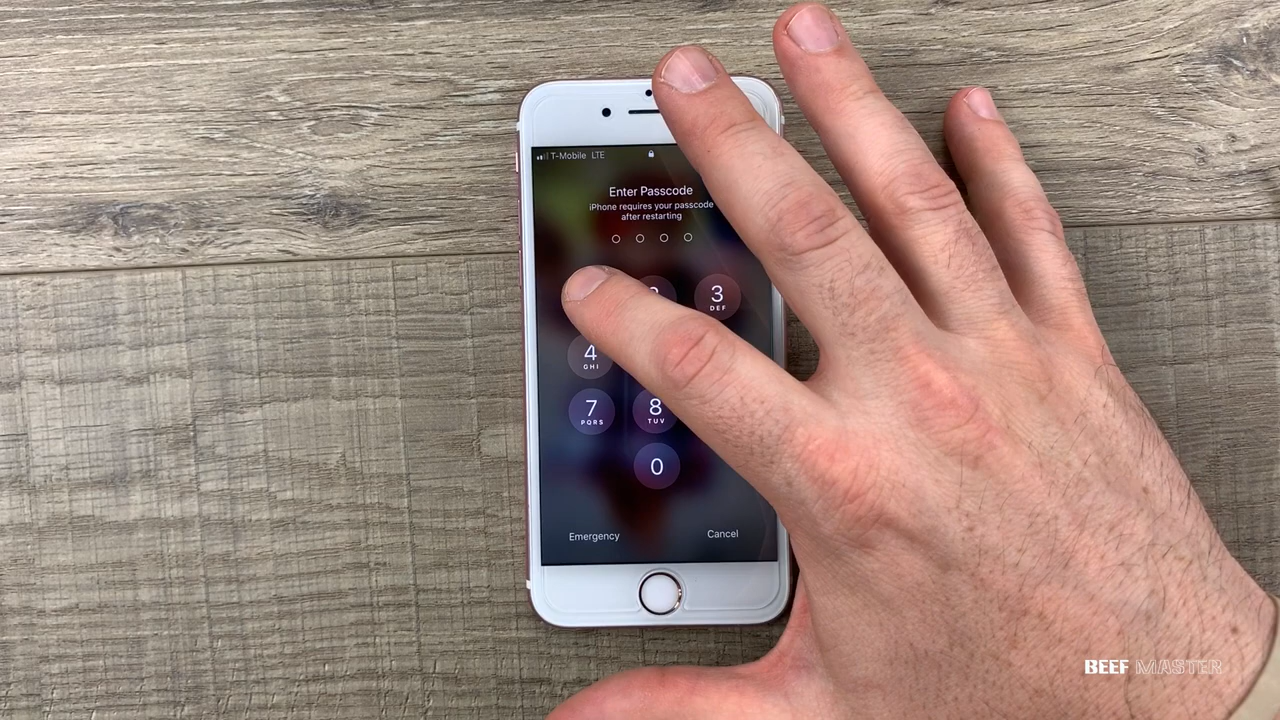 T-Mobile LTE
Enter Passcode
iPhone requires your passcode
after restarting
3
DEF
4
GHI
7
PQRS
8
TUV
0
Emergency
Cancel
BEEF MASTER